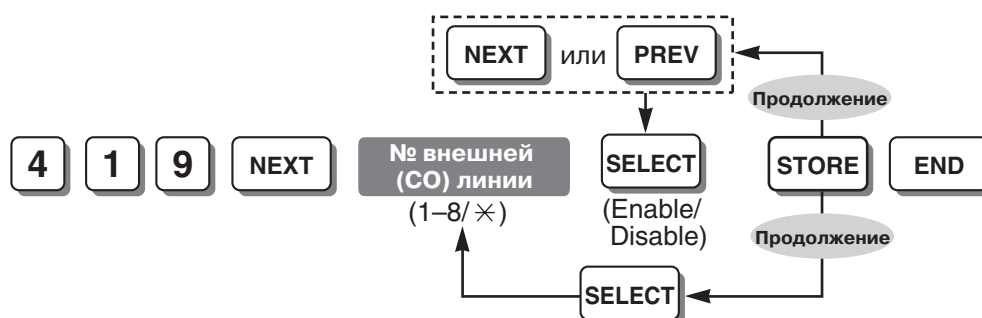 NEXT или PREV
Продолжение
4 1 9 NEXT № внешней (CO) линии SELECT STORE END
(1–8/ ✳)
(Enable/
Disable)
Продолжение
SELECT